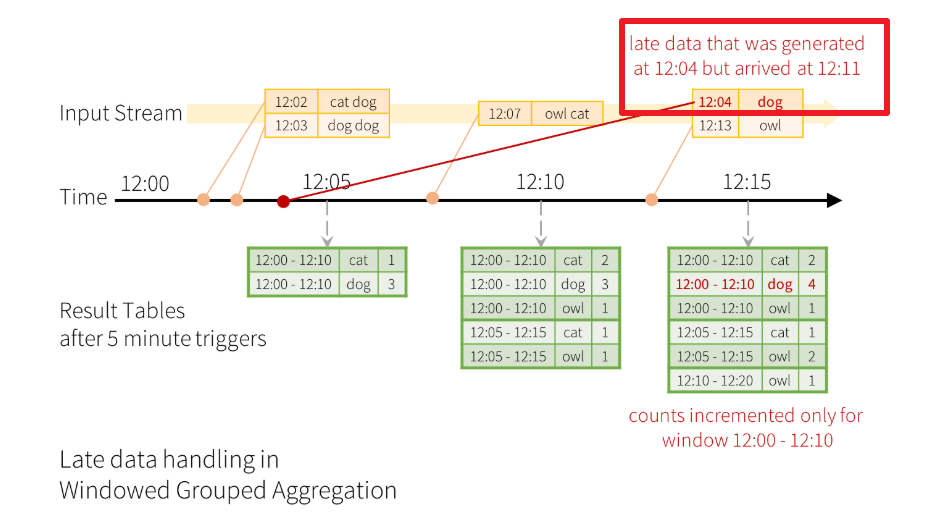 late data that was generated
at 12:04 but arrived at 12:11
Input Stream
12:02 cat dog
12:03 dog dog
12:07 owl cat
12:04 dog
12:13 owl
Time
12:00
12:05
12:10
12:15
Result Tables
after 5 minute triggers
12:00 - 12:10 cat 1
12:00 - 12:10 dog 3
12:00 - 12:10 cat 2
12:00 - 12:10 dog 3
12:00 - 12:10 owl 1
12:05 - 12:15 cat 1
12:05 - 12:15 owl 1
12:00 - 12:10 cat 2
12:00 - 12:10 dog 4
12:00 - 12:10 owl 1
12:05 - 12:15 cat 1
12:05 - 12:15 owl 2
12:10 - 12:20 owl 1
counts incremented only for
window 12:00 - 12:10
Late data handling in
Windowed Grouped Aggregation